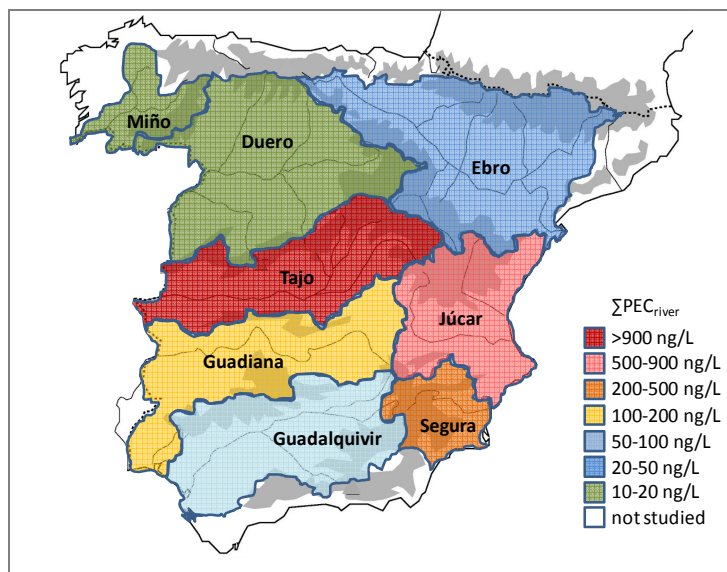 Miño
Duero
Ebro
Tajo
Júcar
Guadiana
Segura
Guadalquivir
∑PECriver
>900 ng/L
500-900 ng/L
200-500 ng/L
100-200 ng/L
50-100 ng/L
20-50 ng/L
10-20 ng/L
not studied